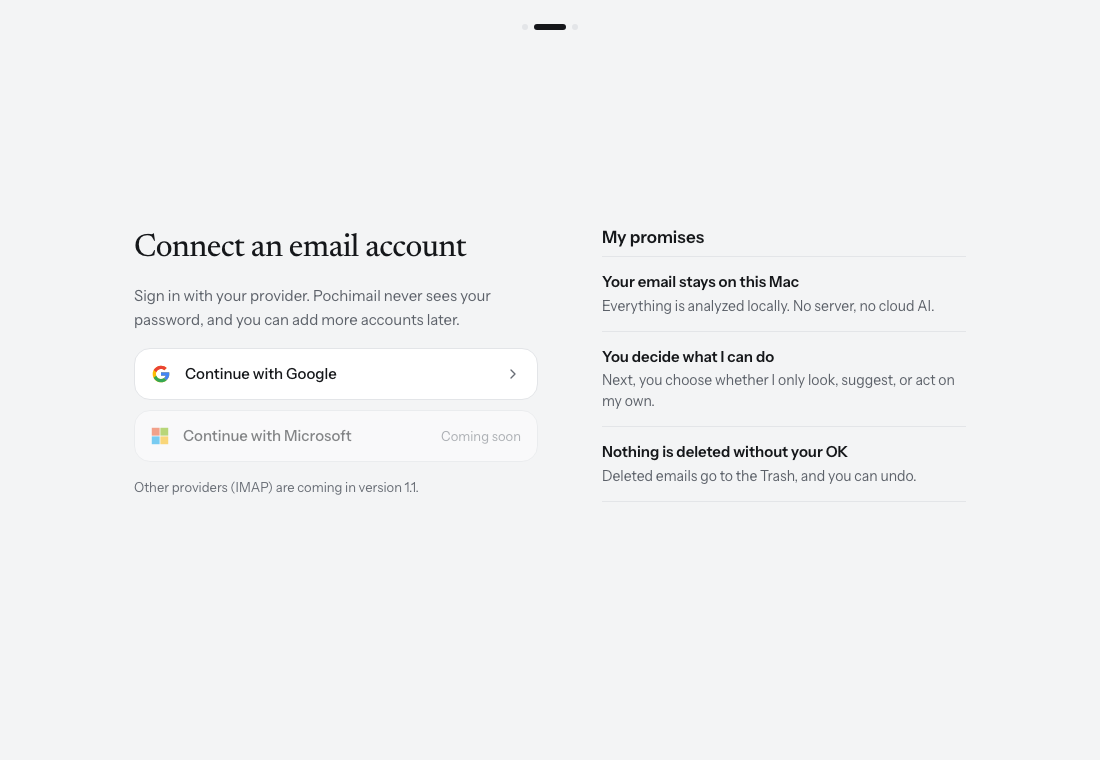 Connect an email account
Sign in with your provider. Pochimail never sees your
password, and you can add more accounts later.
Continue with Google
Continue with Microsoft
Coming soon
Other providers (IMAP) are coming in version 1.1.
My promises
Your email stays on this Mac
Everything is analyzed locally. No server, no cloud AI.
You decide what I can do
Next, you choose whether I only look, suggest, or act on
my own.
Nothing is deleted without your OK
Deleted emails go to the Trash, and you can undo.